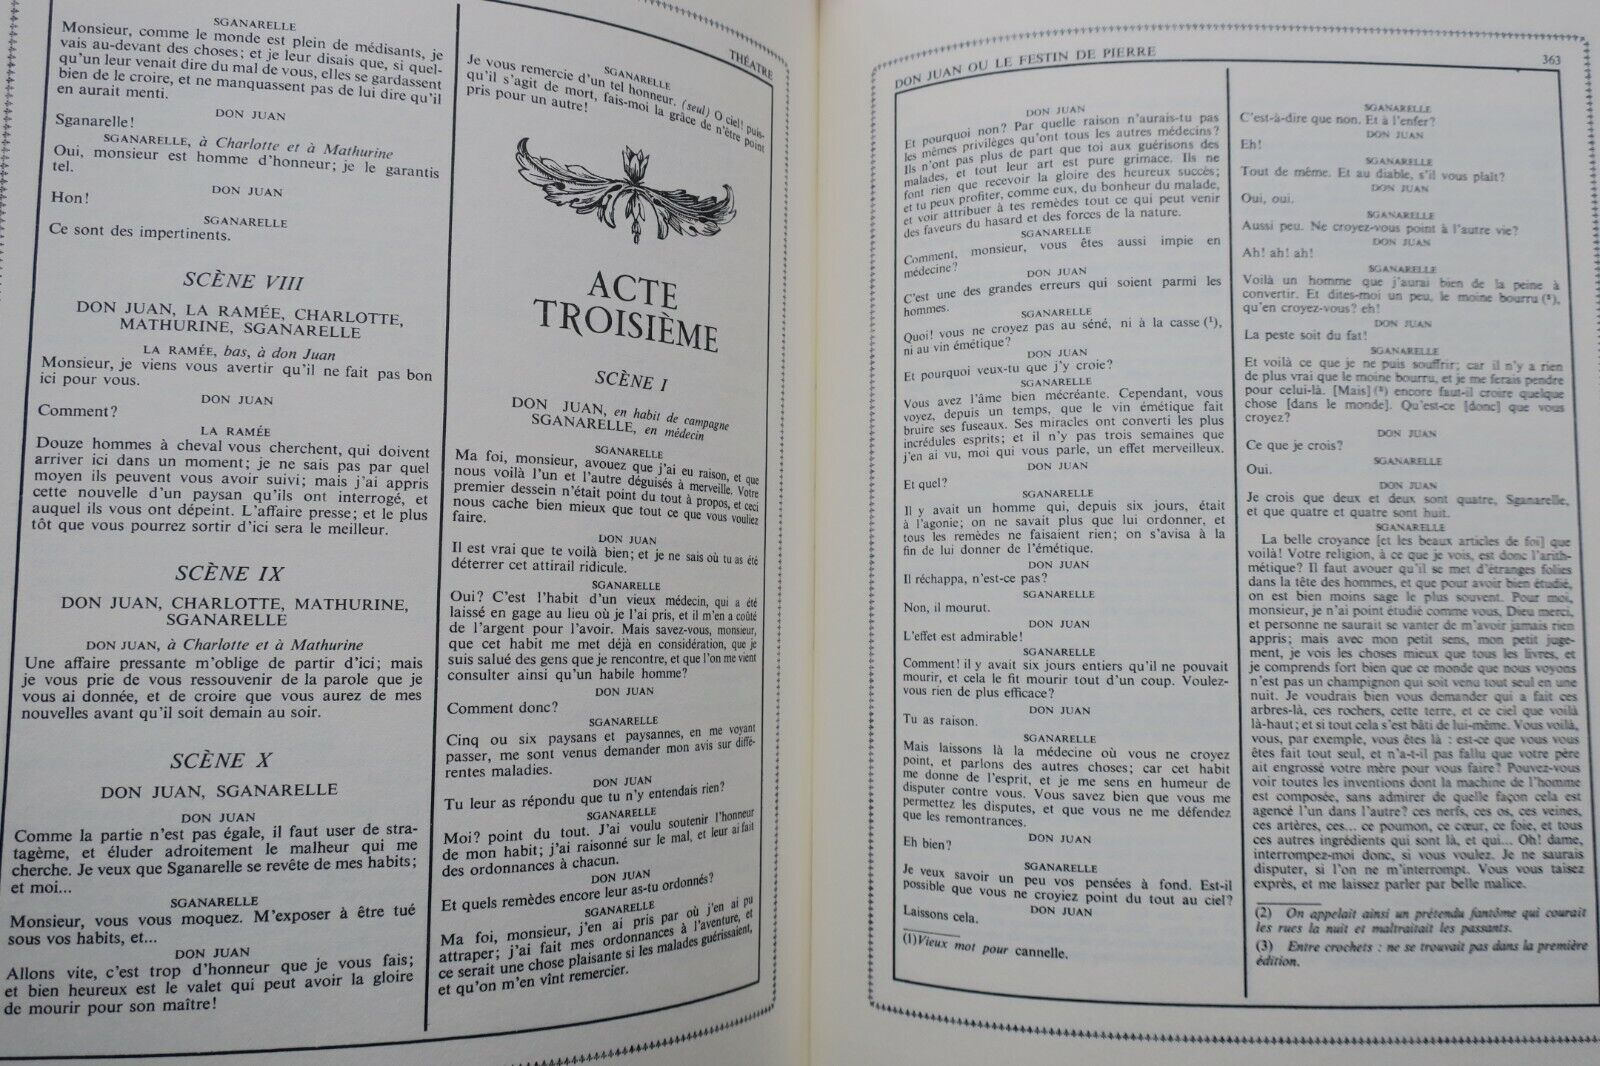 SGANARELLE
Monsieur, comme le monde est plein de médisants, je
vais au-devant des choses; et je leur disais que, si quel-
qu'un leur venait dire du mal de vous, elles se gardassent
bien de le croire, et ne manquassent pas de lui dire qu'il
en aurait menti.
DON JUAN
Sganarelle!
SGANARELLE, à Charlotte et à Mathurine
Oui, monsieur est homme d'honneur; je le garantis
tel.
DON JUAN
Hon!
SGANARELLE
Ce sont des impertinents.
SCÈNE VIII
DON JUAN, LA RAMÉE, CHARLOTTE,
MATHURINE, SGANARELLE
LA RAMÉE, bas, à don Juan
Monsieur, je viens vous avertir qu'il ne fait pas bon
ici pour vous.
DON JUAN
Comment?
LA RAMÉE
Douze hommes à cheval vous cherchent, qui doivent
arriver ici dans un moment; je ne sais pas par quel
moyen ils peuvent vous avoir suivi; mais j'ai appris
cette nouvelle d'un paysan qu'ils ont interrogé, et
auquel ils vous ont dépeint. L'affaire presse; et le plus
tôt que vous pourrez sortir d'ici sera le meilleur.
SCÈNE IX
DON JUAN, CHARLOTTE, MATHURINE,
SGANARELLE
DON JUAN, à Charlotte et à Mathurine
Une affaire pressante m'oblige de partir d'ici; mais
je vous prie de vous ressouvenir de la parole que je
vous ai donnée, et de croire que vous aurez de mes
nouvelles avant qu'il soit demain au soir.
SCÈNE X
DON JUAN, SGANARELLE
DON JUAN
Comme la partie n'est pas égale, il faut user de stra-
tagème, et éluder adroitement le malheur qui me
cherche. Je veux que Sganarelle se revête de mes habits;
et moi...
SGANARELLE
Monsieur, vous vous moquez. M'exposer à être tué
sous vos habits, et...
DON JUAN
Allons vite, c'est trop d'honneur que je vous fais;
et bien heureux est le valet qui peut avoir la gloire
de mourir pour son maître!
THÉATRE
SGANARELLE
Je vous remercie d'un tel honneur. (seul) O ciel! puis-
qu'il s'agit de mort, fais-moi la grâce de n'être point
pris pour un autre!
ACTE
TROISIÈME
SCÈNE I
DON JUAN, en habit de campagne
SGANARELLE, en médecin
SGANARELLE
Ma foi, monsieur, avouez que j'ai eu raison, et que
nous voilà l'un et l'autre déguisés à merveille. Votre
premier dessein n'était point du tout à propos, et ceci
nous cache bien mieux que tout ce que vous vouliez
faire.
DON JUAN
Il est vrai que te voilà bien; et je ne sais où tu as été
déterrer cet attirail ridicule.
SGANARELLE
Oui? C'est l'habit d'un vieux médecin, qui a été
laissé en gage au lieu où je l'ai pris, et il m'en a coûté
de l'argent pour l'avoir. Mais savez-vous, monsieur,
que cet habit me met déjà en considération, que je
suis salué des gens que je rencontre, et que l'on me vient
consulter ainsi qu'un habile homme?
DON JUAN
Comment donc?
SGANARELLE
Cinq ou six paysans et paysannes, en me voyant
passer, me sont venus demander mon avis sur diffé-
rentes maladies.
DON JUAN
Tu leur as répondu que tu n'y entendais rien?
SGANARELLE
Moi? point du tout. J'ai voulu soutenir l'honneur
de mon habit; j'ai raisonné sur le mal, et leur ai fait
des ordonnances à chacun.
DON JUAN
Et quels remèdes encore leur as-tu ordonnés?
SGANARELLE
Ma foi, monsieur, j'en ai pris par où j'en ai pu
attraper; j'ai fait mes ordonnances à l'aventure, et
ce serait une chose plaisante si les malades guérissaient,
et qu'on m'en vînt remercier.
DON JUAN OU LE FESTIN DE PIERRE
363
DON JUAN
Et pourquoi non? Par quelle raison n'aurais-tu pas
les mêmes privilèges qu'ont tous les autres médecins?
Ils n'ont pas plus de part que toi aux guérisons des
malades, et tout leur art est pure grimace. Ils ne
font rien que recevoir la gloire des heureux succès;
et tu peux profiter, comme eux, du bonheur du malade,
et voir attribuer à tes remèdes tout ce qui peut venir
des faveurs du hasard et des forces de la nature.
SGANARELLE
Comment, monsieur, vous êtes aussi impie en
médecine?
DON JUAN
C'est une des grandes erreurs qui soient parmi les
hommes.
SGANARELLE
Quoi! vous ne croyez pas au séné, ni à la casse (¹),
ni au vin émétique?
DON JUAN
Et pourquoi veux-tu que j'y croie?
SGANARELLE
Vous avez l'âme bien mécréante. Cependant, vous
voyez, depuis un temps, que le vin émétique fait
bruire ses fuseaux. Ses miracles ont converti les plus
incrédules esprits; et il n'y pas trois semaines que
j'en ai vu, moi qui vous parle, un effet merveilleux.
DON JUAN
Et quel?
SGANARELLE
Il y avait un homme qui, depuis six jours, était
à l'agonie; on ne savait plus que lui ordonner, et
tous les remèdes ne faisaient rien; on s'avisa à la
fin de lui donner de l'émétique.
DON JUAN
Il réchappa, n'est-ce pas?
SGANARELLE
Non, il mourut.
DON JUAN
L'effet est admirable!
SGANARELLE
Comment! il y avait six jours entiers qu'il ne pouvait
mourir, et cela le fit mourir tout d'un coup. Voulez-
vous rien de plus efficace?
DON JUAN
Tu as raison.
SGANARELLE
Mais laissons là la médecine où vous ne croyez
point, et parlons des autres choses; car cet habit
me donne de l'esprit, et je me sens en humeur de
disputer contre vous. Vous savez bien que vous me
permettez les disputes, et que vous ne me défendez
que les remontrances.
DON JUAN
Eh bien?
SGANARELLE
Je veux savoir un peu vos pensées à fond. Est-il
possible que vous ne croyiez point du tout au ciel?
DON JUAN
Laissons cela.
(1)Vieux mot pour cannelle.
SGANARELLE
C'est-à-dire que non. Et à l'enfer?
DON JUAN
Eh!
SGANARELLE
Tout de même. Et au diable, s'il vous plaît?
DON JUAN
Oui, oui.
SGANARELLE
Aussi peu. Ne croyez-vous point à l'autre vie?
DON JUAN
Ah! ah! ah!
SGANARELLE
Voilà un homme que j'aurai bien de la peine à
convertir. Et dites-moi un peu, le moine bourru (²),
qu'en croyez-vous? eh!
DON JUAN
La peste soit du fat!
SGANARELLE
Et voilà ce que je ne puis souffrir; car il n'y a rien
de plus vrai que le moine bourru, et je me ferais pendre
pour celui-là. [Mais] (³) encore faut-il croire quelque
chose [dans le monde]. Qu'est-ce [donc] que vous
croyez?
DON JUAN
Ce que je crois?
SGANARELLE
Oui.
DON JUAN
Je crois que deux et deux sont quatre, Sganarelle,
et que quatre et quatre sont huit.
SGANARELLE
La belle croyance [et les beaux articles de foi] que
voilà! Votre religion, à ce que je vois, est donc l'arith-
métique? Il faut avouer qu'il se met d'étranges folies
dans la tête des hommes, et que pour avoir bien étudié,
on est bien moins sage le plus souvent. Pour moi,
monsieur, je n'ai point étudié comme vous, Dieu merci,
et personne ne saurait se vanter de m'avoir jamais rien
appris; mais avec mon petit sens, mon petit juge-
ment, je vois les choses mieux que tous les livres, et
je comprends fort bien que ce monde que nous voyons
n'est pas un champignon qui soit venu tout seul en une
nuit. Je voudrais bien vous demander qui a fait ces
arbres-là, ces rochers, cette terre, et ce ciel que voilà
là-haut; et si tout cela s'est bâti de lui-même. Vous voilà,
vous, par exemple, vous êtes là : est-ce que vous vous
êtes fait tout seul, et n'a-t-il pas fallu que votre père
ait engrossé votre mère pour vous faire? Pouvez-vous
voir toutes les inventions dont la machine de l'homme
est composée, sans admirer de quelle façon cela est
agencé l'un dans l'autre? ces nerfs, ces os, ces veines,
ces artères, ces... ce poumon, ce cœur, ce foie, et tous
ces autres ingrédients qui sont là, et qui... Oh! dame,
interrompez-moi donc, si vous voulez. Je ne saurais
disputer, si l'on ne m'interrompt. Vous vous taisez
exprès, et me laissez parler par belle malice.
(2) On appelait ainsi un prétendu fantôme qui courait
les rues la nuit et maltraitait les passants.
(3) Entre crochets : ne se trouvait pas dans la première
édition.